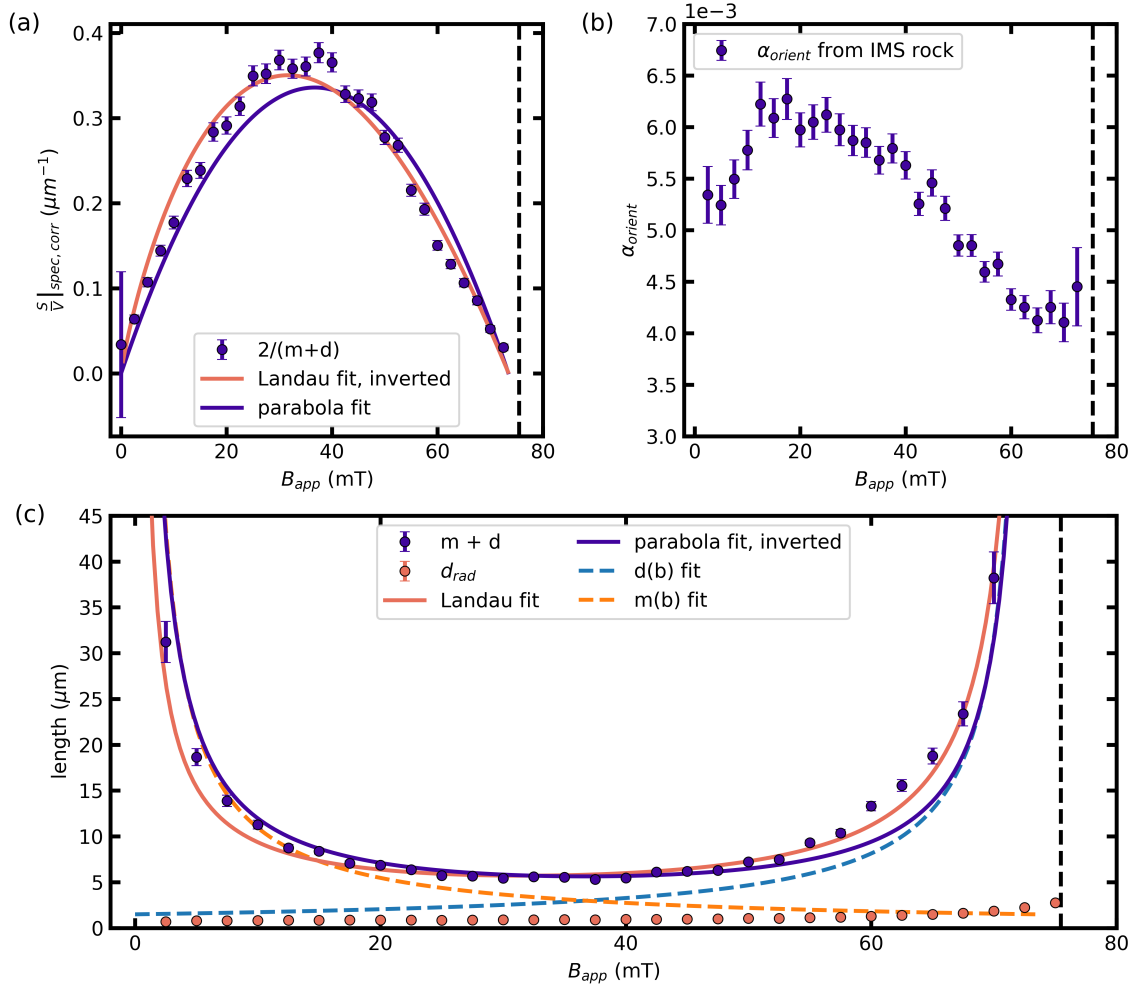 (a)
0.4
0.3
0.2
0.1
0.0
S/V|spec,corr (μm⁻¹)
2/(m+d)
Landau fit, inverted
parabola fit
0 20 40 60 80
B_app (mT)
(b)
1e−3
7.0
6.5
6.0
5.5
5.0
4.5
4.0
3.5
3.0
α_orient
α_orient from IMS rock
0 20 40 60 80
B_app (mT)
(c)
45
40
35
30
25
20
15
10
5
0
length (μm)
m + d
d_rad
Landau fit
parabola fit, inverted
d(b) fit
m(b) fit
0 20 40 60 80
B_app (mT)